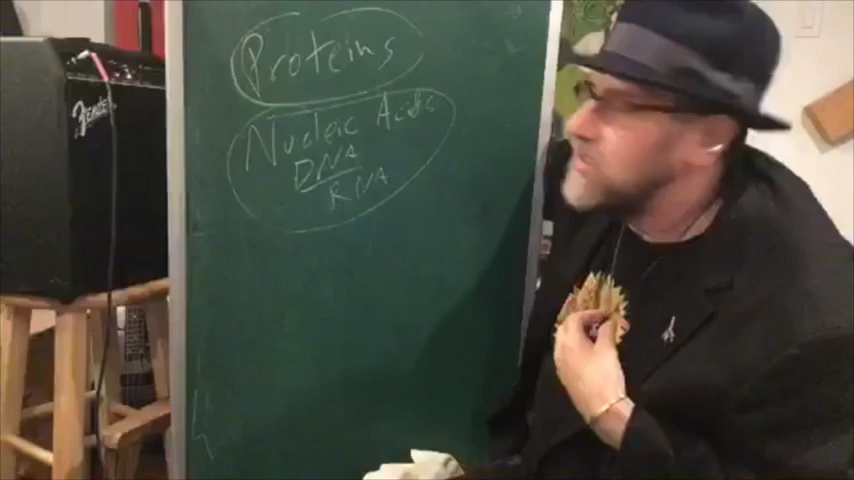 Fender
Proteins
Nucleic Acids
DNA
RNA